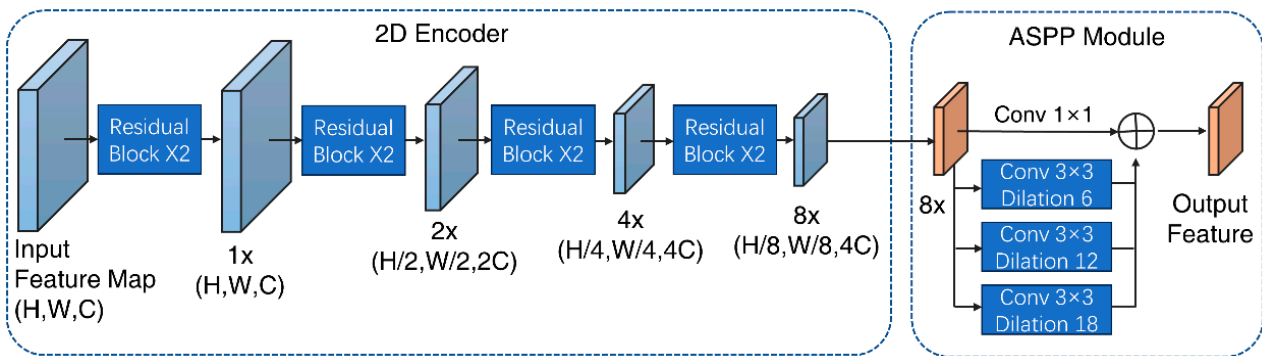 2D Encoder
Input
Feature Map
(H,W,C)
Residual
Block X2
1x
(H,W,C)
Residual
Block X2
2x
(H/2,W/2,2C)
Residual
Block X2
4x
(H/4,W/4,4C)
Residual
Block X2
8x
(H/8,W/8,4C)
ASPP Module
8x
Conv 1×1
Conv 3×3
Dilation 6
Conv 3×3
Dilation 12
Conv 3×3
Dilation 18
Output
Feature